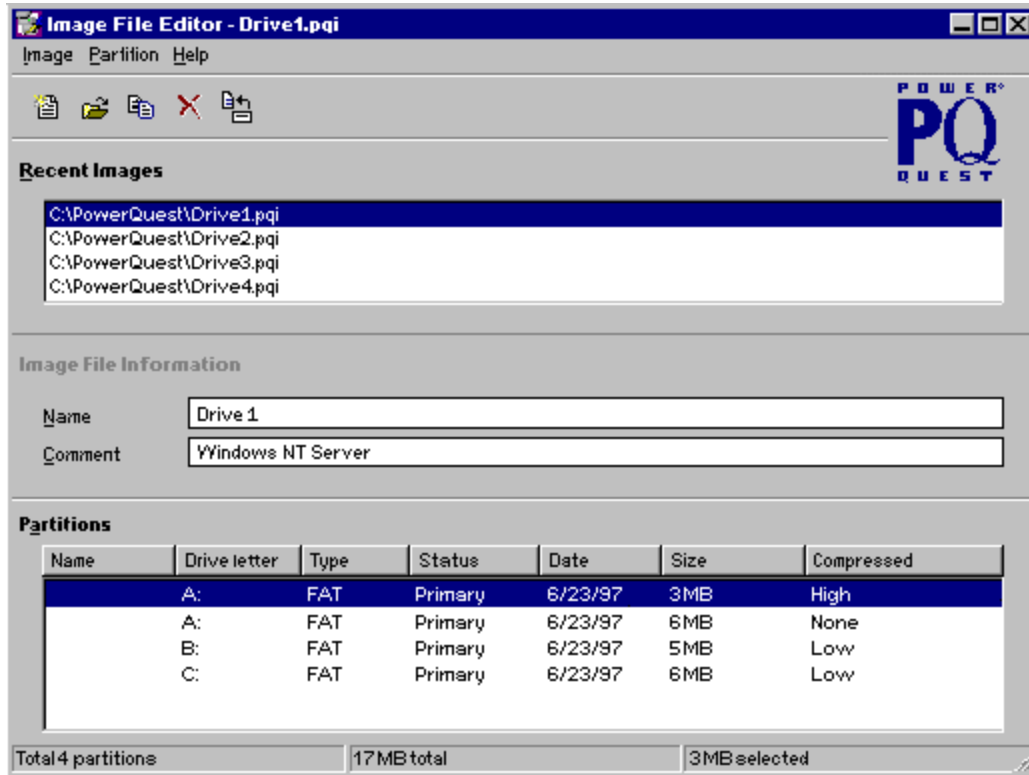 Image File Editor - Drive1.pqi
Image Partition Help
POWER®
PQ
QUEST
Recent Images
C:\PowerQuest\Drive1.pqi
C:\PowerQuest\Drive2.pqi
C:\PowerQuest\Drive3.pqi
C:\PowerQuest\Drive4.pqi
Image File Information
Name Drive 1
Comment Windows NT Server
Partitions
Name Drive letter Type Status Date Size Compressed
A: FAT Primary 6/23/97 3MB High
A: FAT Primary 6/23/97 6MB None
B: FAT Primary 6/23/97 5MB Low
C: FAT Primary 6/23/97 6MB Low
Total 4 partitions 17MB total 3MB selected